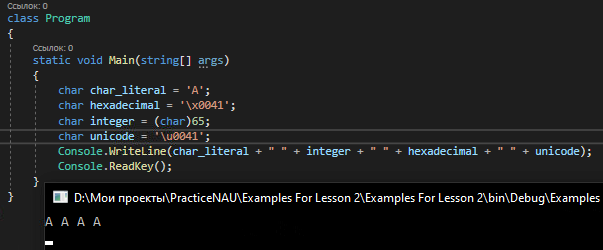 Ссылок: 0
class Program
{
Ссылок: 0
static void Main(string[] args)
{
char char_literal = 'A';
char hexadecimal = '\x0041';
char integer = (char)65;
char unicode = '\u0041';
Console.WriteLine(char_literal + " " + integer + " " + hexadecimal + " " + unicode);
Console.ReadKey();
}
}
D:\Мои проекты\PracticeNAU\Examples For Lesson 2\Examples For Lesson 2\bin\Debug\Examples
A A A A